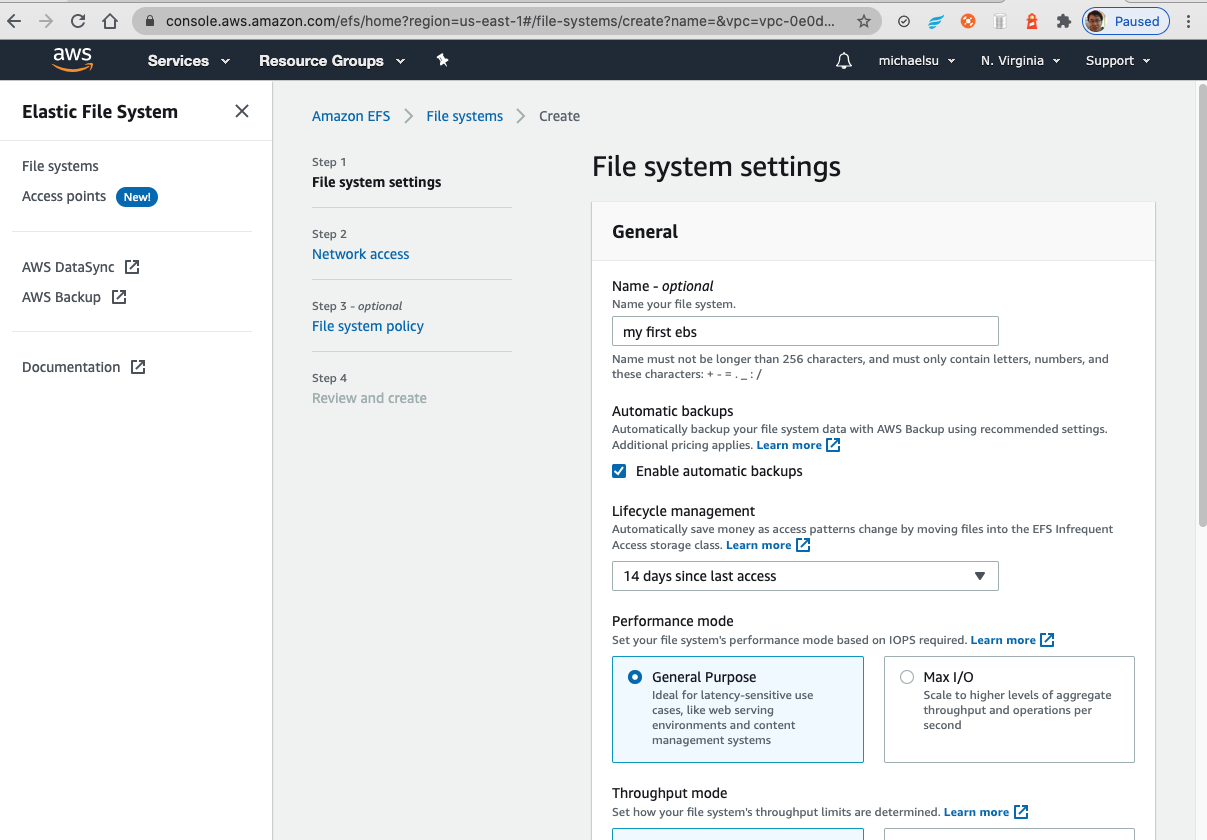 console.aws.amazon.com/efs/home?region=us-east-1#/file-systems/create?name=&vpc=vpc-0e0d...
Paused
aws
Services
Resource Groups
michaelsu
N. Virginia
Support
Elastic File System
File systems
Access points New!
AWS DataSync
AWS Backup
Documentation
Amazon EFS > File systems > Create
Step 1
File system settings
Step 2
Network access
Step 3 - optional
File system policy
Step 4
Review and create
File system settings
General
Name - optional
Name your file system.
my first ebs
Name must not be longer than 256 characters, and must only contain letters, numbers, and
these characters: + - = . _ : /
Automatic backups
Automatically backup your file system data with AWS Backup using recommended settings.
Additional pricing applies. Learn more
Enable automatic backups
Lifecycle management
Automatically save money as access patterns change by moving files into the EFS Infrequent
Access storage class. Learn more
14 days since last access
Performance mode
Set your file system's performance mode based on IOPS required. Learn more
General Purpose
Ideal for latency-sensitive use
cases, like web serving
environments and content
management systems
Max I/O
Scale to higher levels of aggregate
throughput and operations per
second
Throughput mode
Set how your file system's throughput limits are determined. Learn more